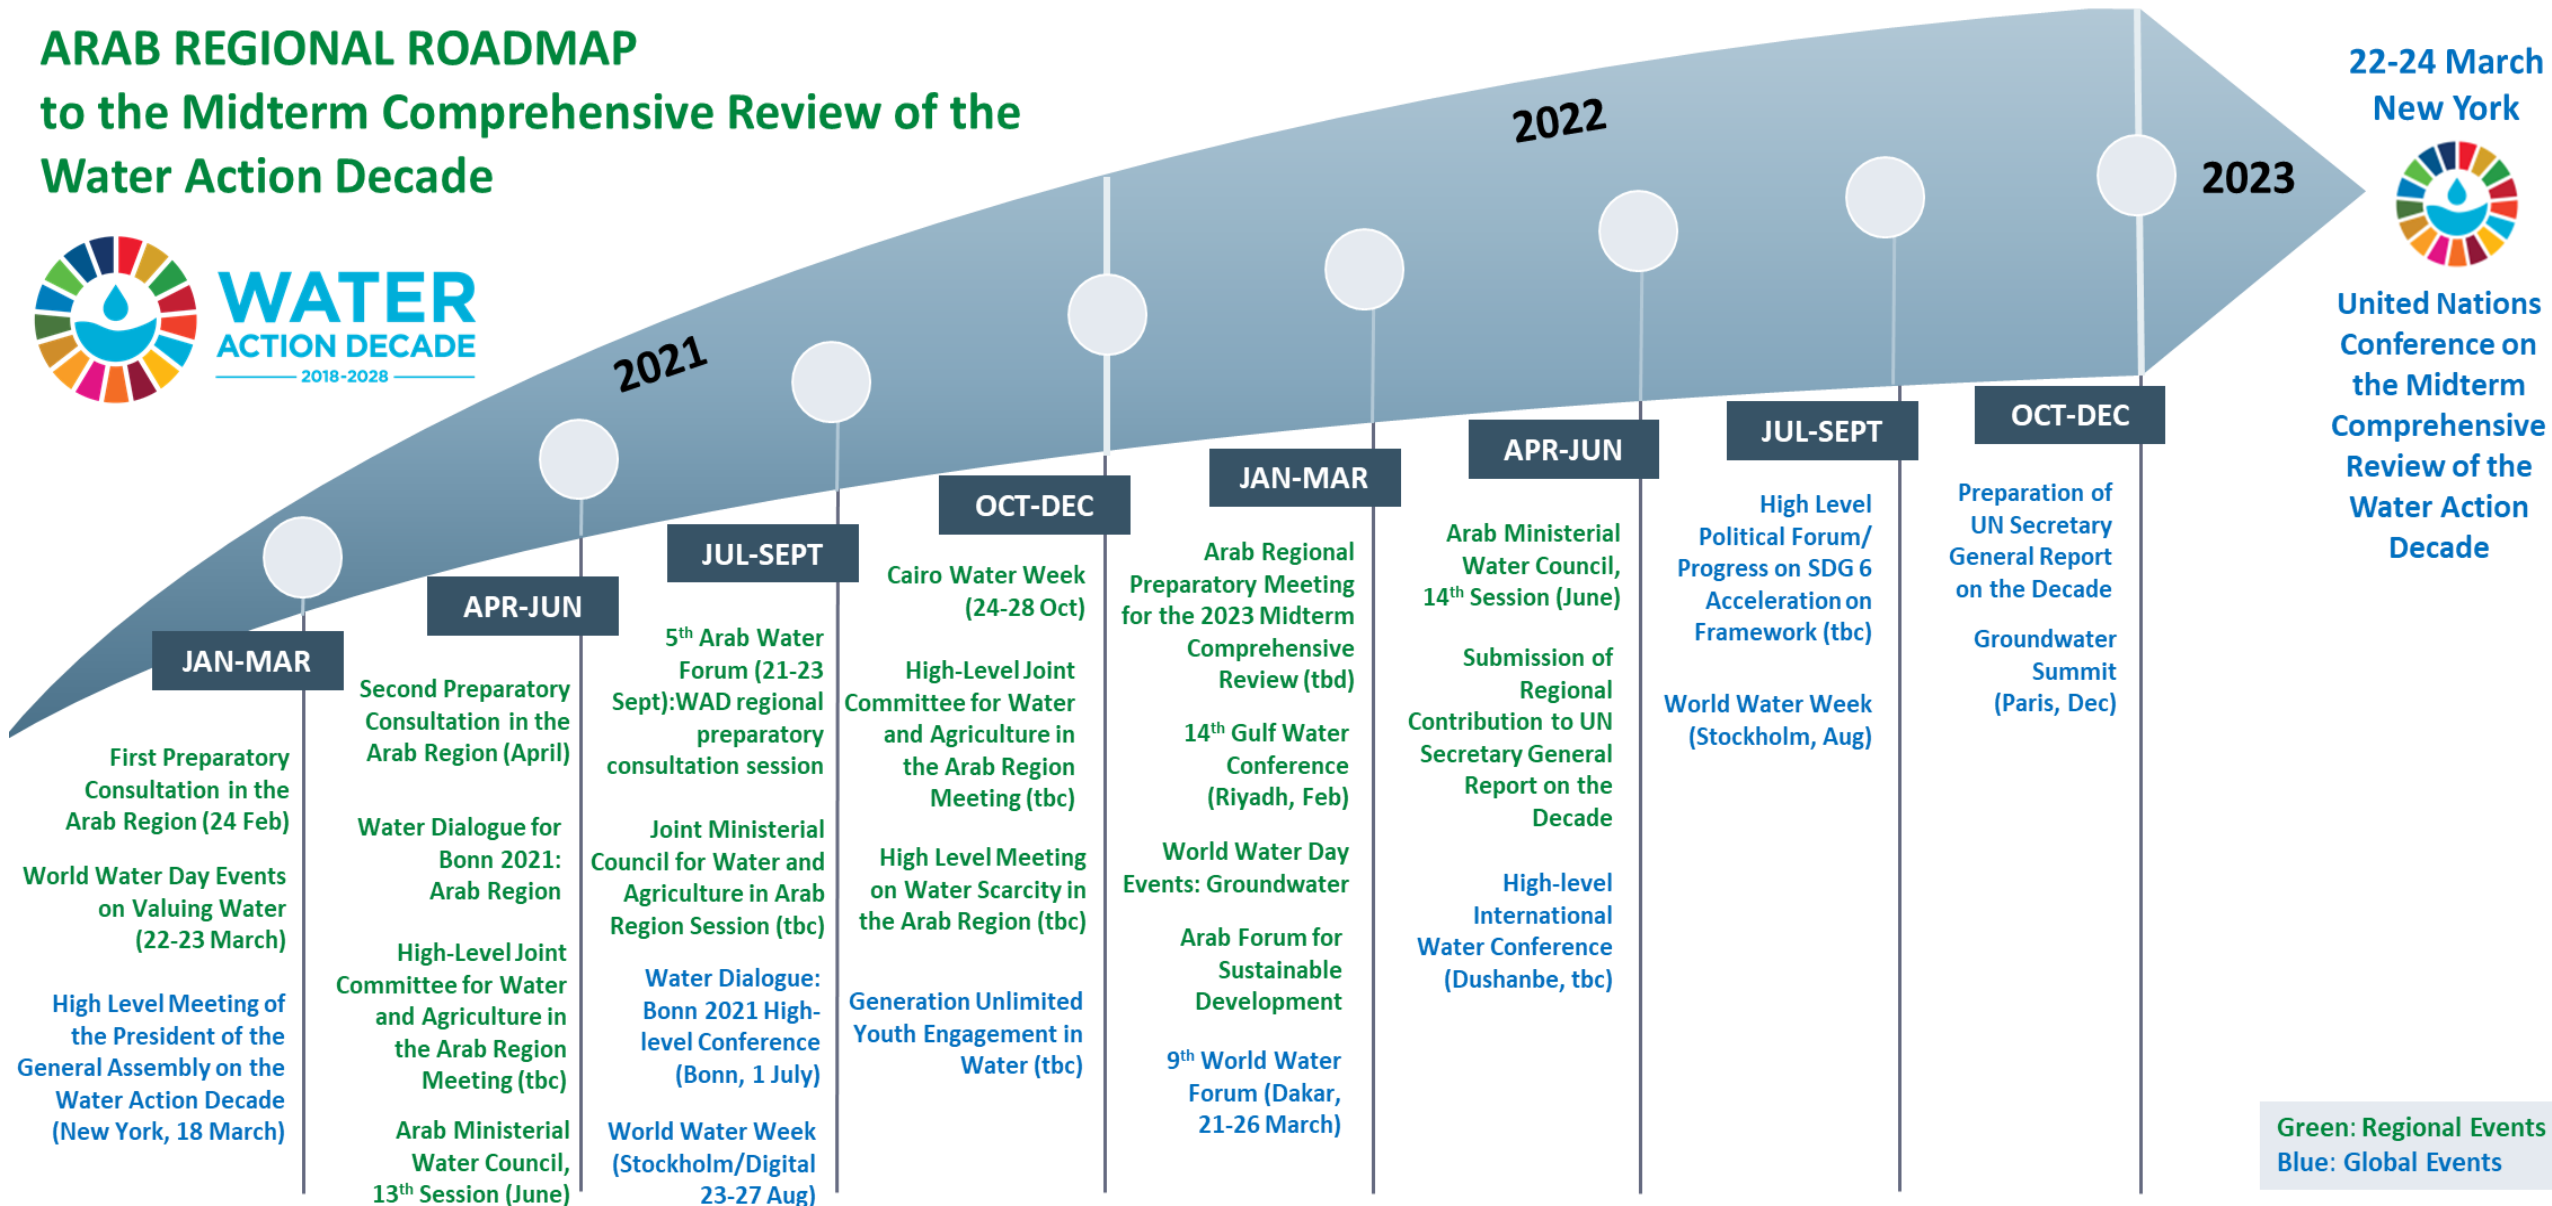 ARAB REGIONAL ROADMAP
to the Midterm Comprehensive Review of the
Water Action Decade
WATER
ACTION DECADE
2018-2028
2021
2022
2023
JAN-MAR
First Preparatory
Consultation in the
Arab Region (24 Feb)
World Water Day Events
on Valuing Water
(22-23 March)
High Level Meeting of
the President of the
General Assembly on the
Water Action Decade
(New York, 18 March)
APR-JUN
Second Preparatory
Consultation in the
Arab Region (April)
Water Dialogue for
Bonn 2021:
Arab Region
High-Level Joint
Committee for Water
and Agriculture in
the Arab Region
Meeting (tbc)
Arab Ministerial
Water Council,
13th Session (June)
JUL-SEPT
5th Arab Water
Forum (21-23
Sept):WAD regional
preparatory
consultation session
Joint Ministerial
Council for Water and
Agriculture in Arab
Region Session (tbc)
Water Dialogue:
Bonn 2021 High-
level Conference
(Bonn, 1 July)
World Water Week
(Stockholm/Digital
23-27 Aug)
OCT-DEC
Cairo Water Week
(24-28 Oct)
High-Level Joint
Committee for Water
and Agriculture in
the Arab Region
Meeting (tbc)
High Level Meeting
on Water Scarcity in
the Arab Region (tbc)
Generation Unlimited
Youth Engagement in
Water (tbc)
JAN-MAR
Arab Regional
Preparatory Meeting
for the 2023 Midterm
Comprehensive
Review (tbd)
14th Gulf Water
Conference
(Riyadh, Feb)
World Water Day
Events: Groundwater
Arab Forum for
Sustainable
Development
9th World Water
Forum (Dakar,
21-26 March)
APR-JUN
Arab Ministerial
Water Council,
14th Session (June)
Submission of
Regional
Contribution to UN
Secretary General
Report on the
Decade
High-level
International
Water Conference
(Dushanbe, tbc)
JUL-SEPT
High Level
Political Forum/
Progress on SDG 6
Acceleration on
Framework (tbc)
World Water Week
(Stockholm, Aug)
OCT-DEC
Preparation of
UN Secretary
General Report
on the Decade
Groundwater
Summit
(Paris, Dec)
22-24 March
New York
United Nations
Conference on
the Midterm
Comprehensive
Review of the
Water Action
Decade
Green: Regional Events
Blue: Global Events